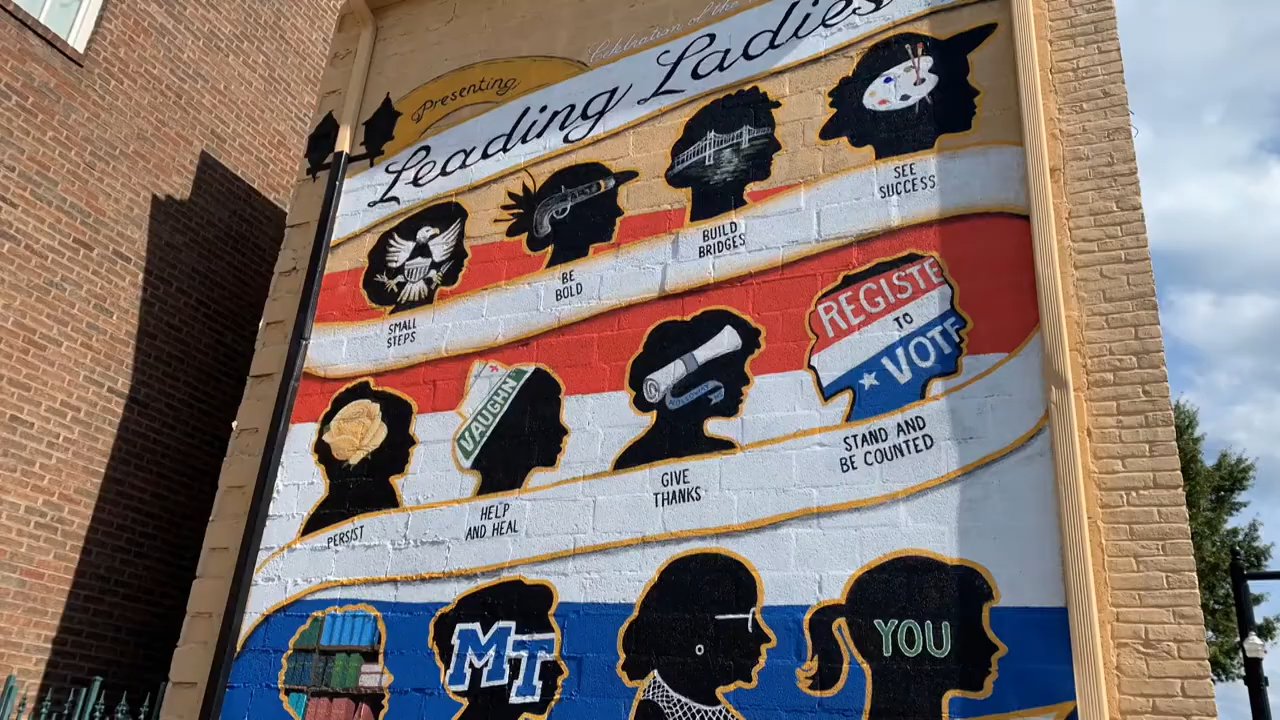 Celebration of the
Presenting
Leading Ladies
SEE
SUCCESS
BUILD
BRIDGES
BE
BOLD
SMALL
STEPS
REGISTE
TO
VOTE
VAUGHN
STAND AND
BE COUNTED
GIVE
THANKS
HELP
AND HEAL
PERSIST
MT
YOU